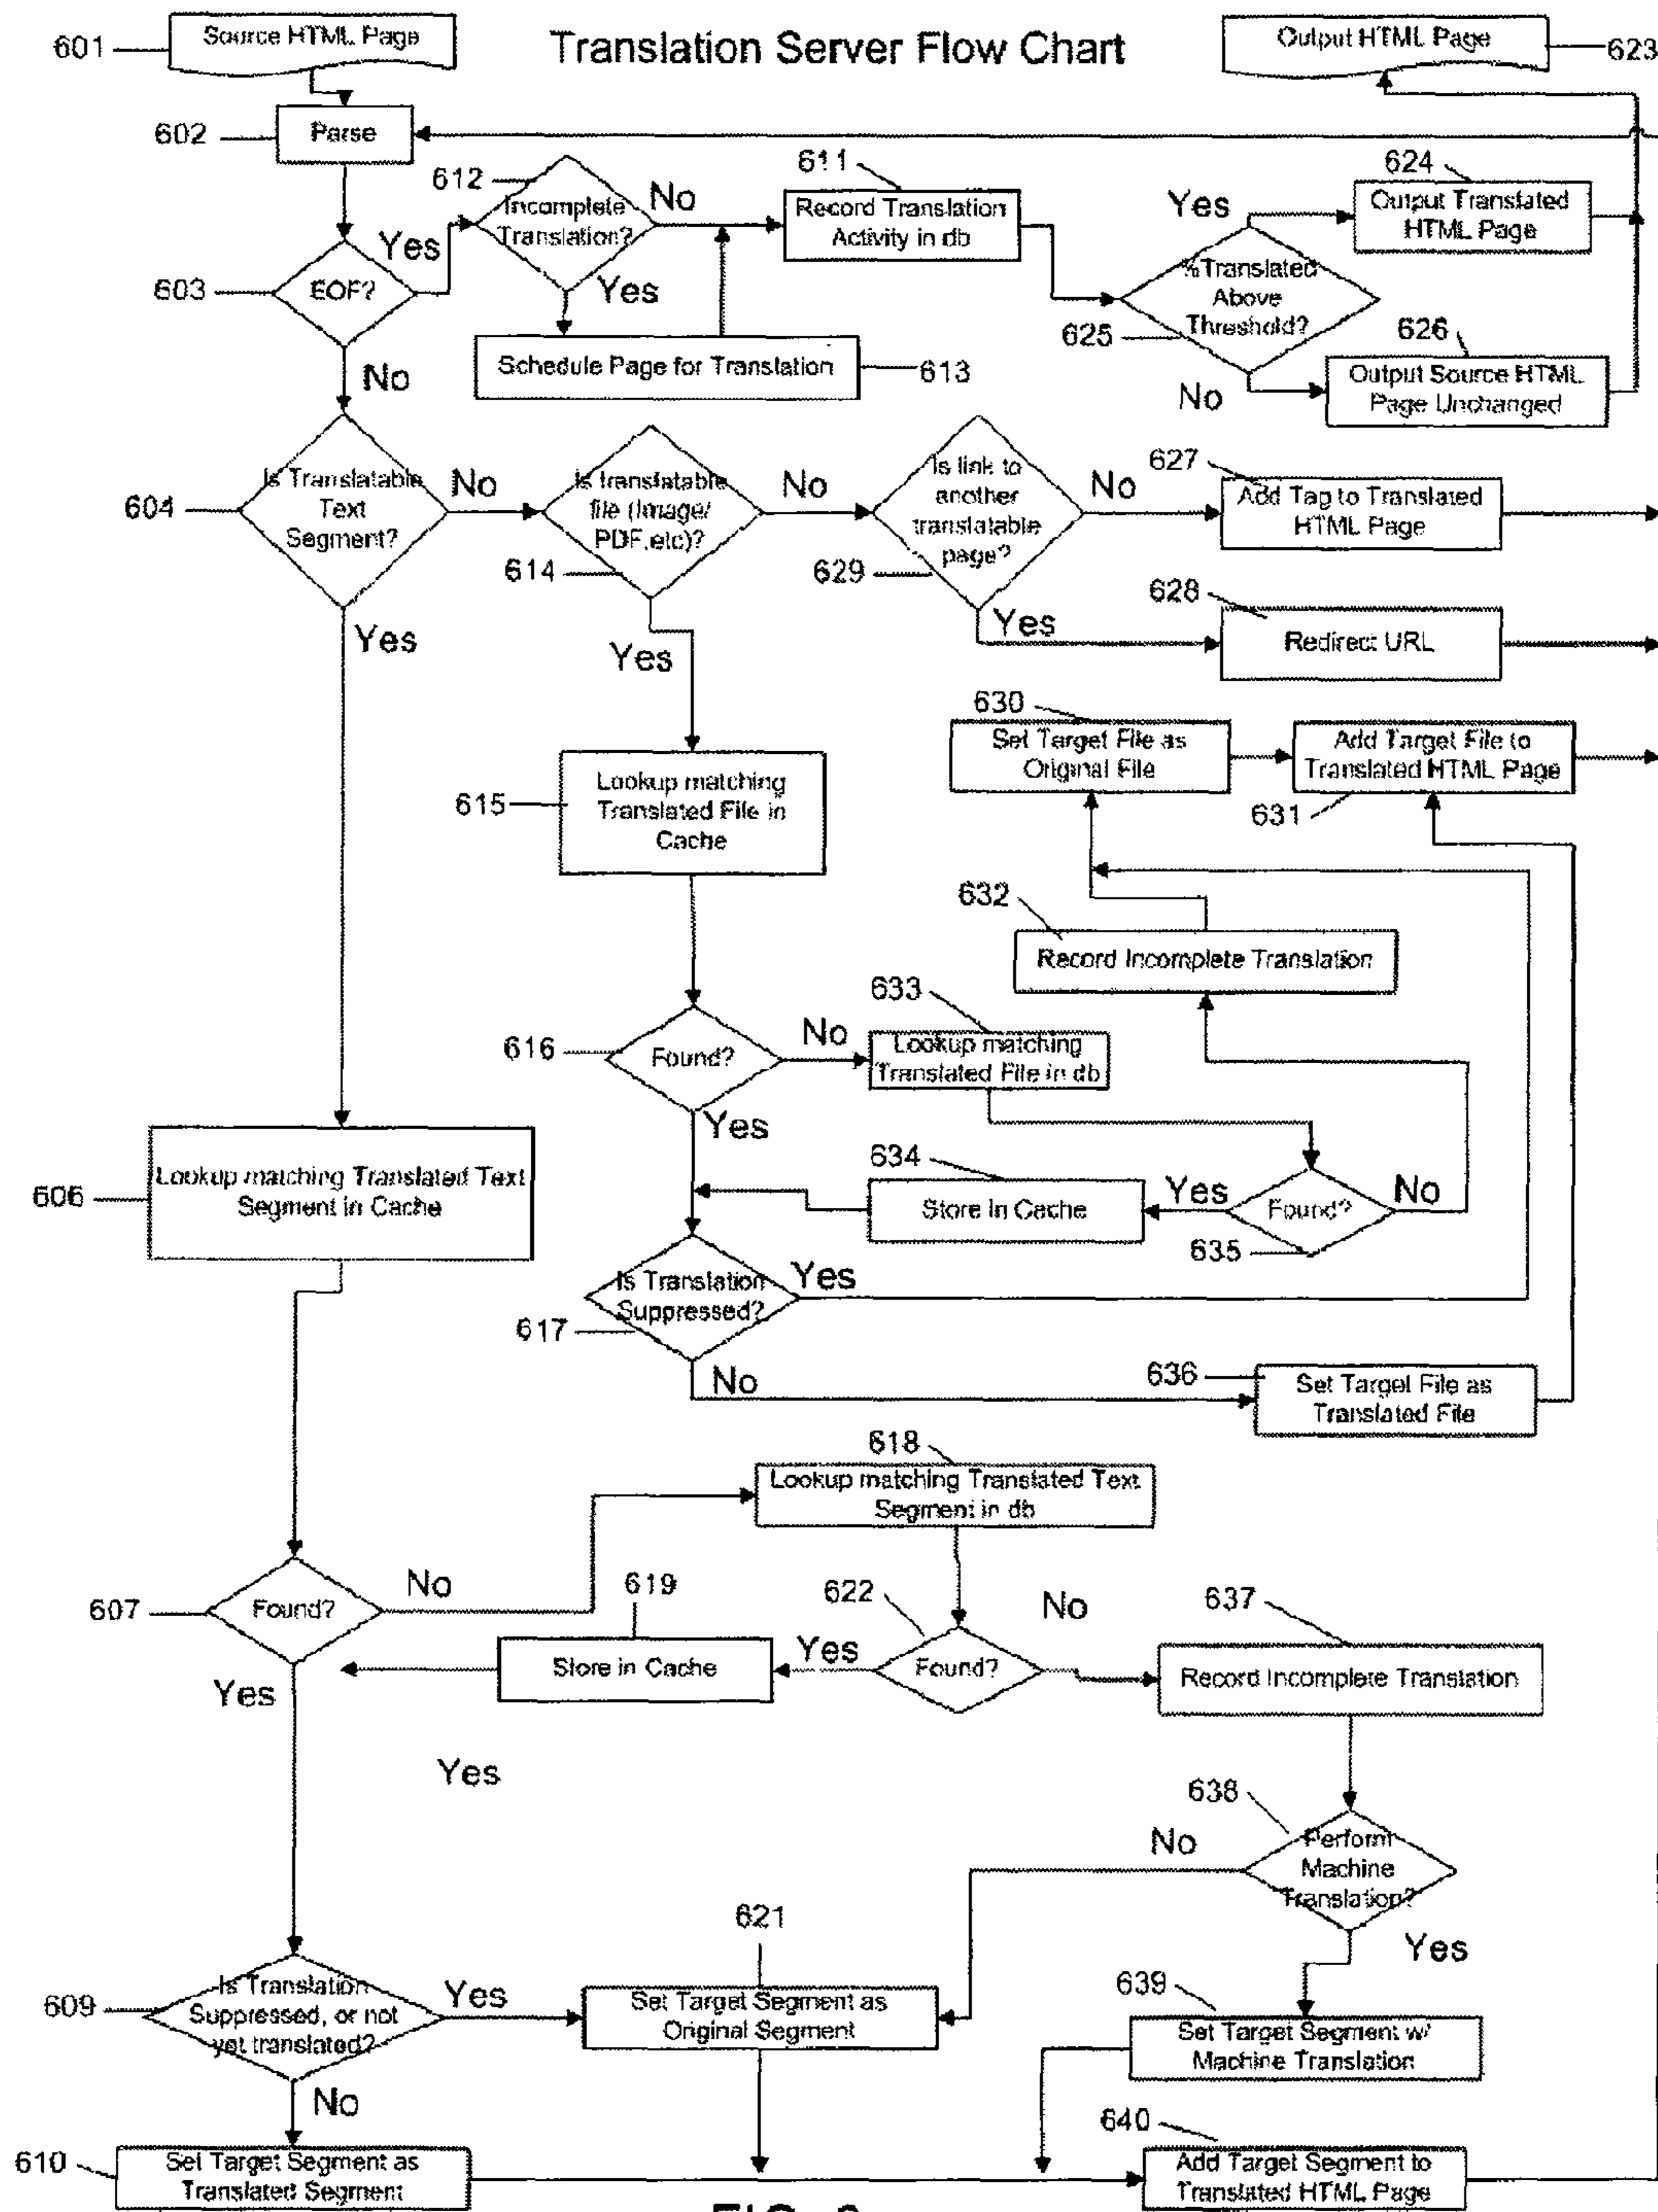 601
Source HTML Page
Translation Server Flow Chart
Output HTML Page
623
602
Parse
612
Incomplete
Translation?
No
611
Record Translation
Activity in db
Yes
624
Output Translated
HTML Page
603
EOF?
Yes
Yes
%Translated
Above
Threshold?
625
Schedule Page for Translation
613
626
Output Source HTML
Page Unchanged
No
No
604
Is Translatable
Text
Segment?
No
Is translatable
file (Image/
PDF,etc)?
614
No
Is link to
another
translatable
page?
629
No
627
Add Tag to Translated
HTML Page
Yes
Yes
Yes
628
Redirect URL
615
Lookup matching
Translated File in
Cache
630
Set Target File as
Original File
Add Target File to
Translated HTML Page
631
632
Record Incomplete Translation
616
Found?
No
633
Lookup matching
Translated File in db
Yes
606
Lookup matching Translated Text
Segment in Cache
634
Store in Cache
Yes
Found?
No
635
Is Translation
Suppressed?
Yes
617
No
636
Set Target File as
Translated File
618
Lookup matching Translated Text
Segment in db
607
Found?
No
619
Store in Cache
Yes
622
Found?
No
637
Record Incomplete Translation
Yes
Yes
638
Perform
Machine
Translation?
No
Yes
609
Is Translation
Suppressed, or not
yet translated?
Yes
621
Set Target Segment as
Original Segment
639
Set Target Segment w/
Machine Translation
No
610
Set Target Segment as
Translated Segment
640
Add Target Segment to
Translated HTML Page